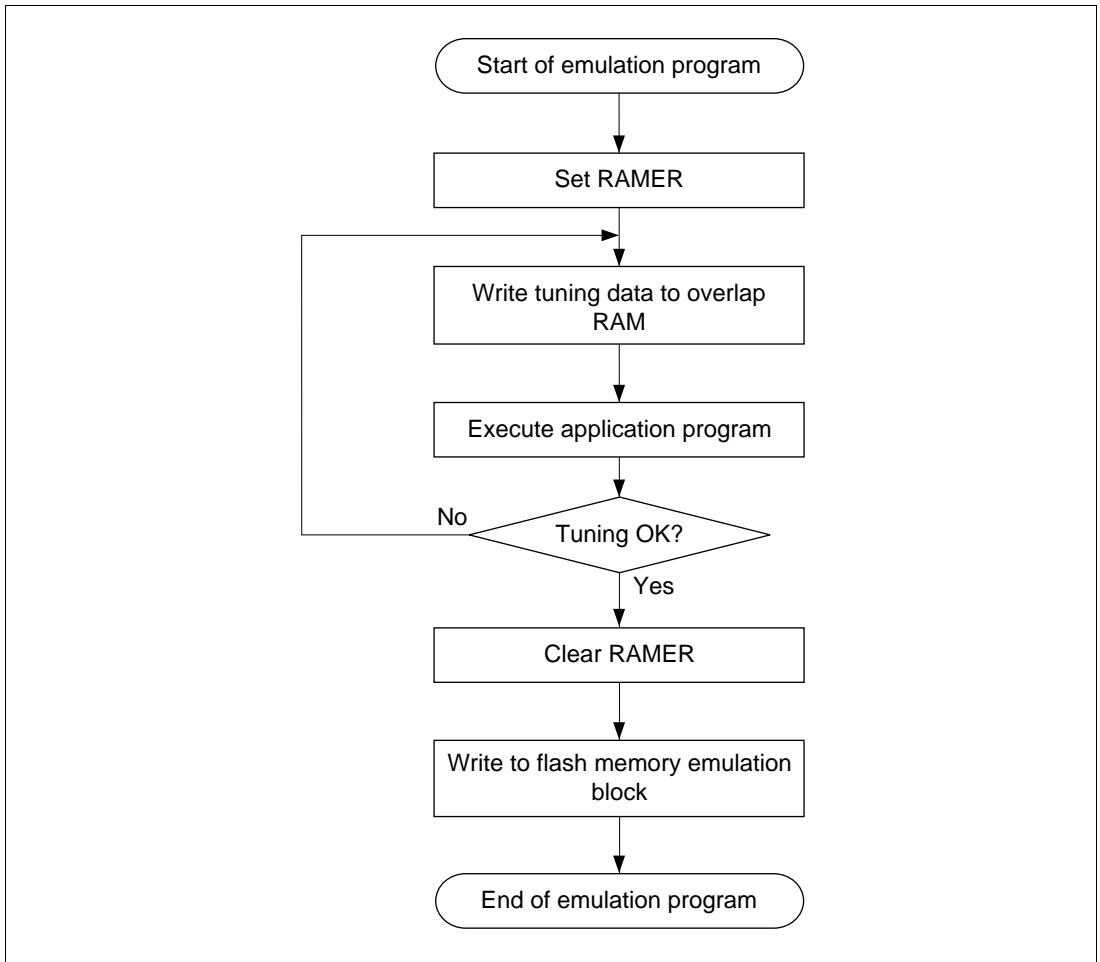 Start of emulation program
Set RAMER
Write tuning data to overlap
RAM
Execute application program
No
Tuning OK?
Yes
Clear RAMER
Write to flash memory emulation
block
End of emulation program